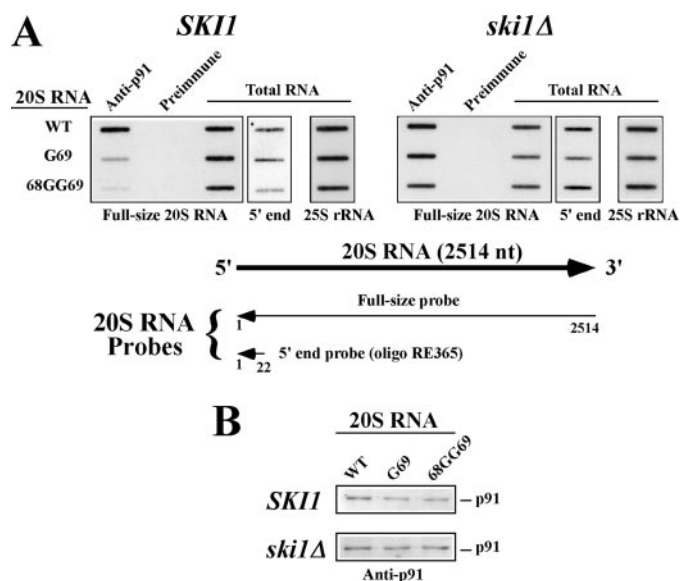 A
SKI1 ski1Δ
Anti-p91 Preimmune Total RNA Anti-p91 Preimmune Total RNA
20S RNA
WT
G69
68GG69
Full-size 20S RNA 5' end 25S rRNA Full-size 20S RNA 5' end 25S rRNA
20S RNA (2514 nt)
5' 3'
Full-size probe
1 2514
20S RNA Probes {
5' end probe (oligo RE365)
1 22
B
20S RNA
WT G69 68GG69
SKI1 – p91
ski1Δ – p91
Anti-p91